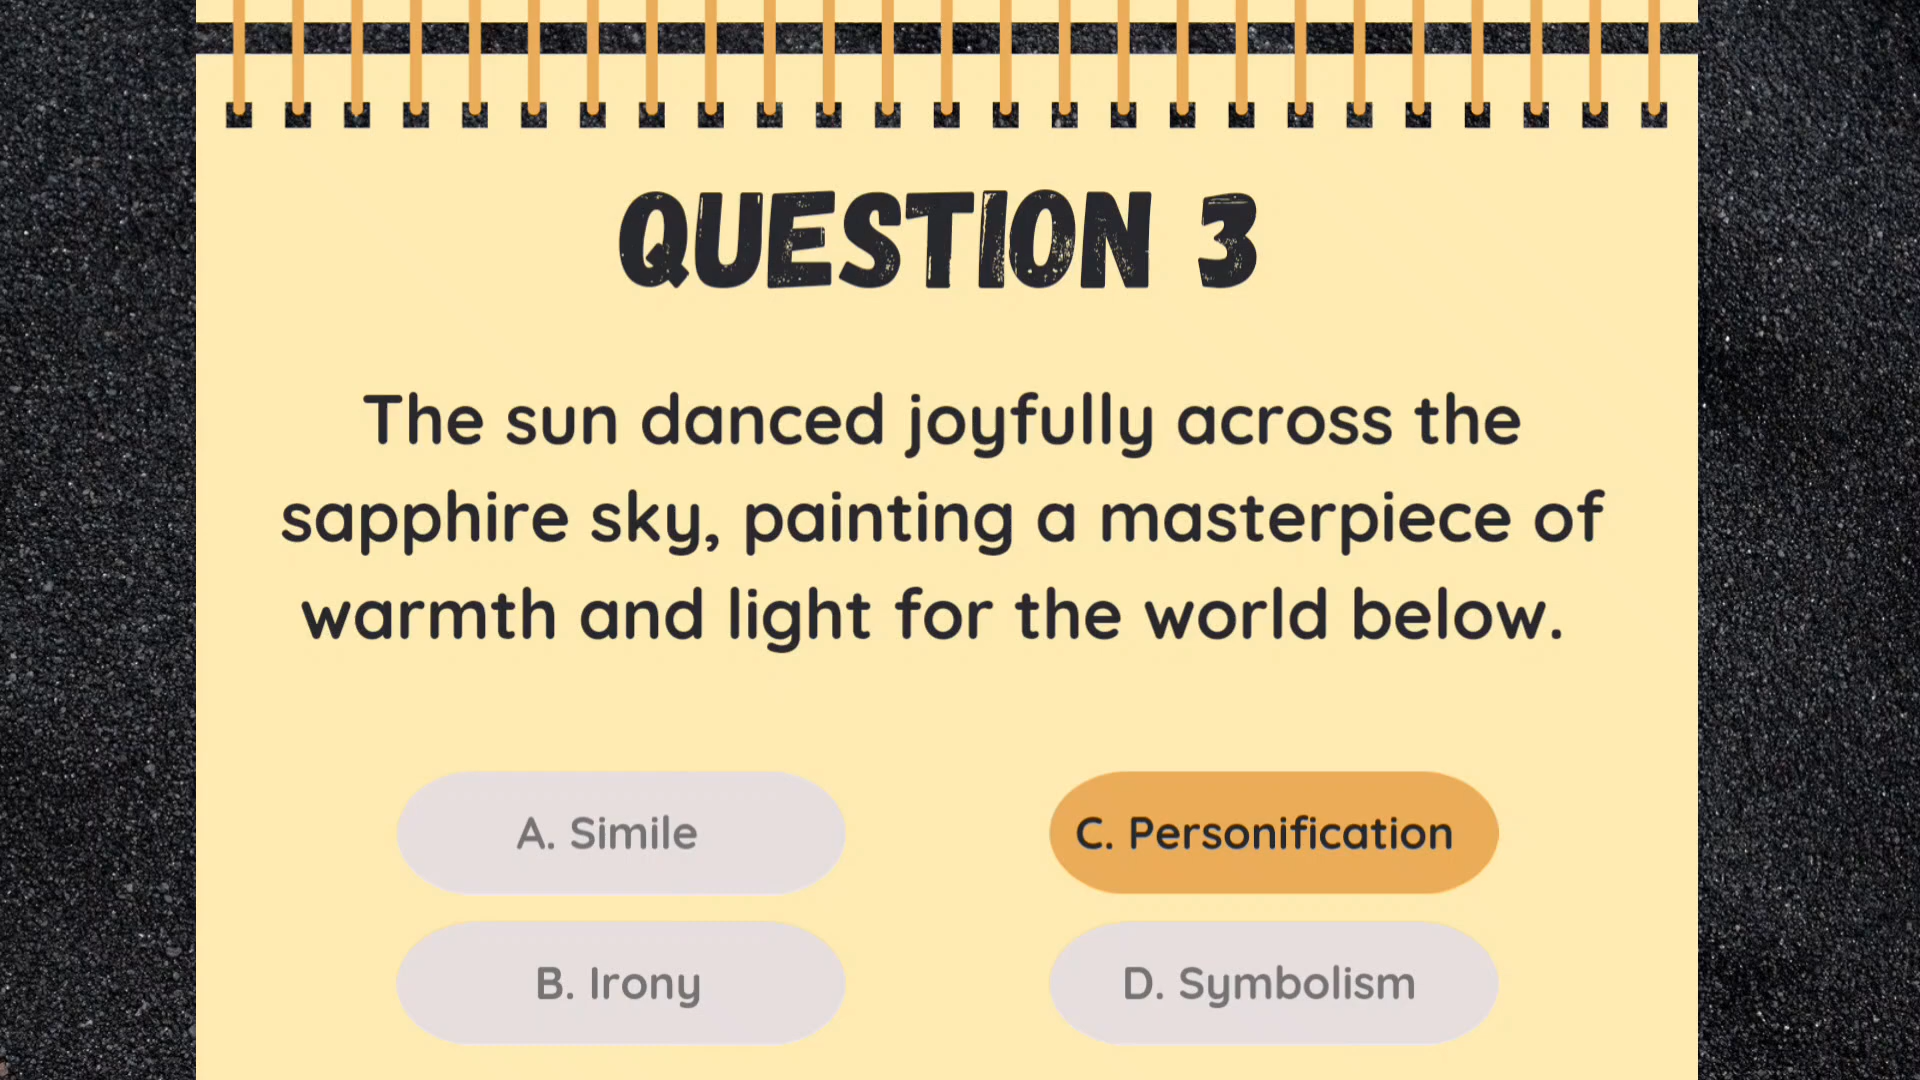 QUESTION 3
The sun danced joyfully across the
sapphire sky, painting a masterpiece of
warmth and light for the world below.
A. Simile
C. Personification
B. Irony
D. Symbolism